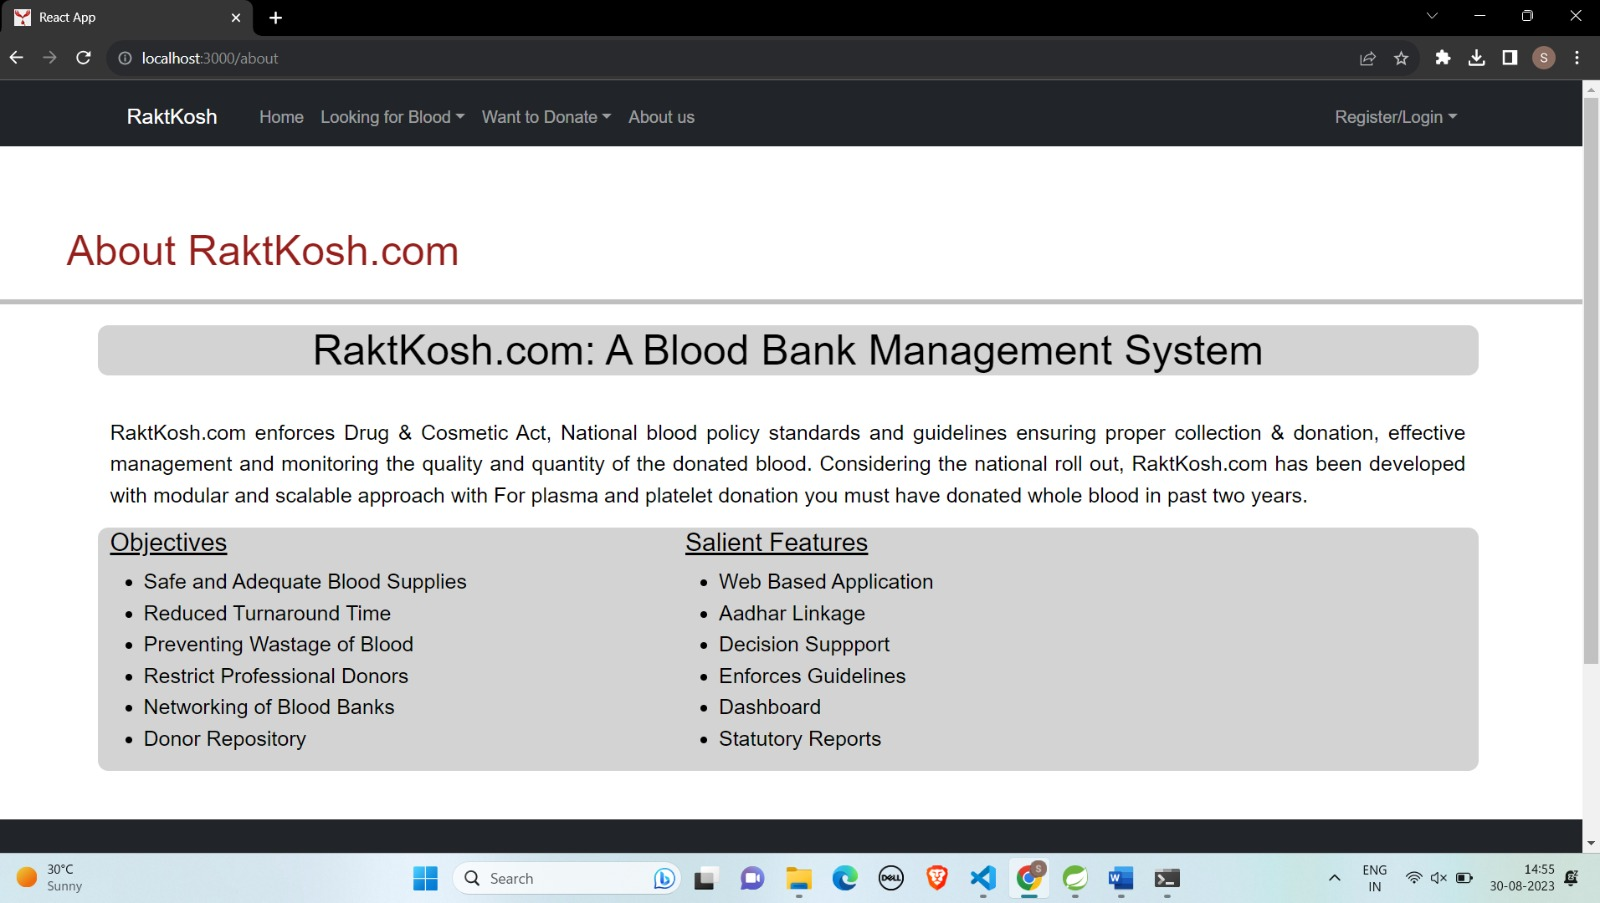 React App
localhost:3000/about
S
RaktKosh
Home
Looking for Blood
Want to Donate
About us
Register/Login
About RaktKosh.com
RaktKosh.com: A Blood Bank Management System
RaktKosh.com enforces Drug & Cosmetic Act, National blood policy standards and guidelines ensuring proper collection & donation, effective
management and monitoring the quality and quantity of the donated blood. Considering the national roll out, RaktKosh.com has been developed
with modular and scalable approach with For plasma and platelet donation you must have donated whole blood in past two years.
Objectives
Safe and Adequate Blood Supplies
Reduced Turnaround Time
Preventing Wastage of Blood
Restrict Professional Donors
Networking of Blood Banks
Donor Repository
Salient Features
Web Based Application
Aadhar Linkage
Decision Suppport
Enforces Guidelines
Dashboard
Statutory Reports
30°C
Sunny
Search
DELL
S
W
ENG
IN
14:55
30-08-2023